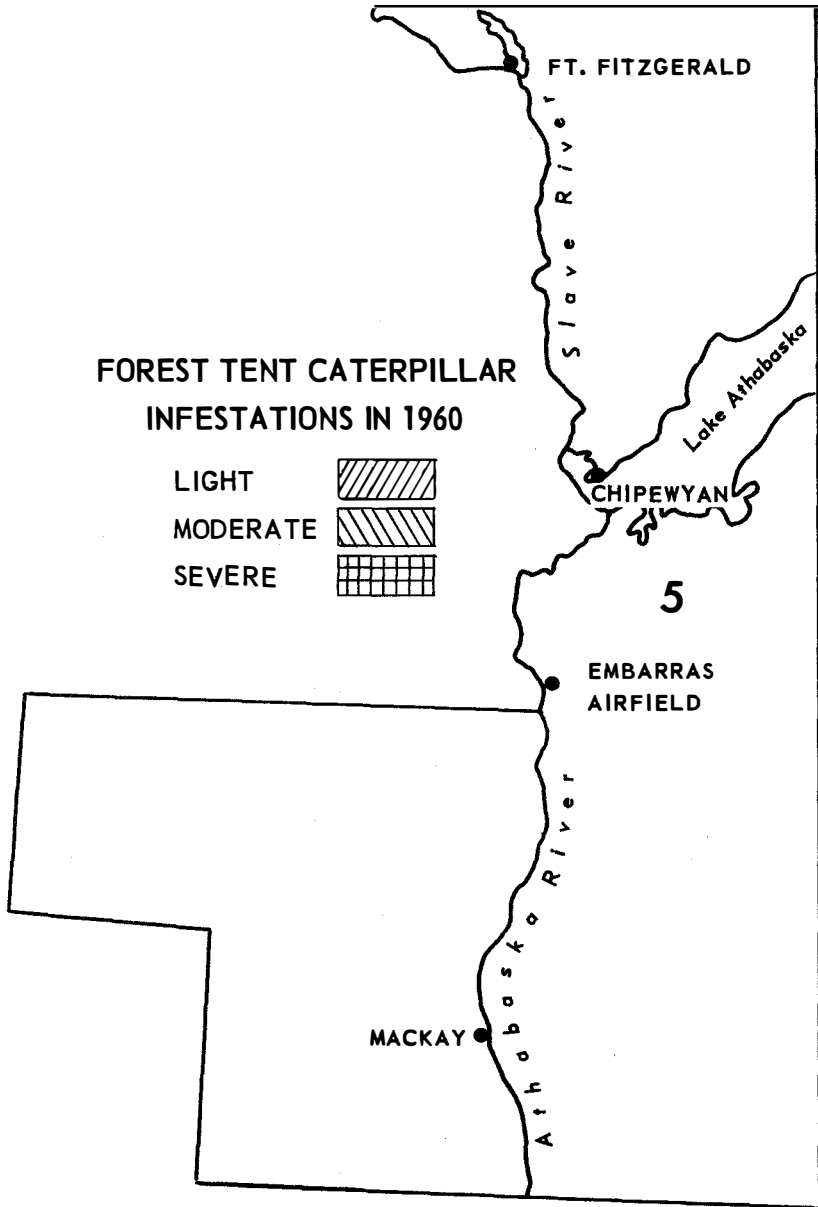 FT. FITZGERALD
Slave River
FOREST TENT CATERPILLAR
INFESTATIONS IN 1960
LIGHT
MODERATE
SEVERE
Lake Athabaska
CHIPEWYAN
5
EMBARRAS
AIRFIELD
Athabaska River
MACKAY